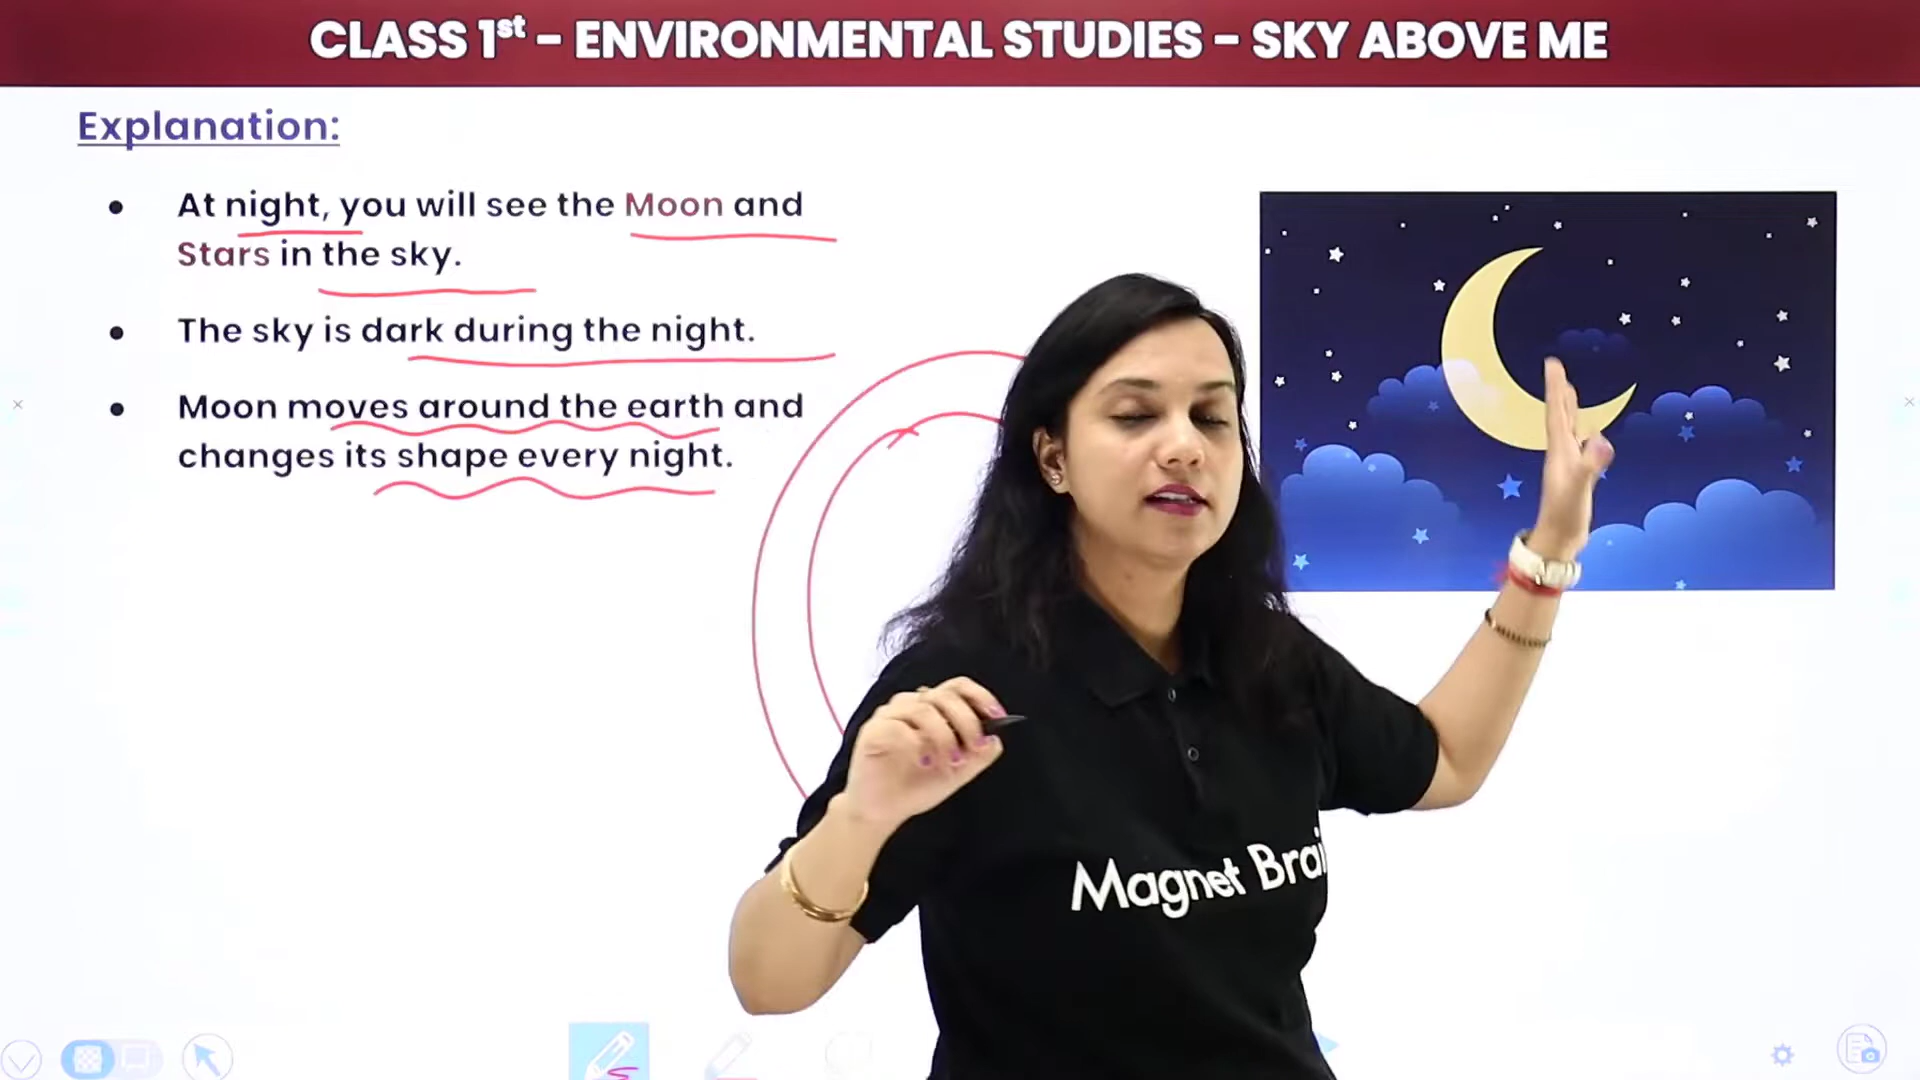 CLASS 1st – ENVIRONMENTAL STUDIES – SKY ABOVE ME
Explanation:
• At night, you will see the Moon and
Stars in the sky.
• The sky is dark during the night.
• Moon moves around the earth and
changes its shape every night.
Magnet Brai